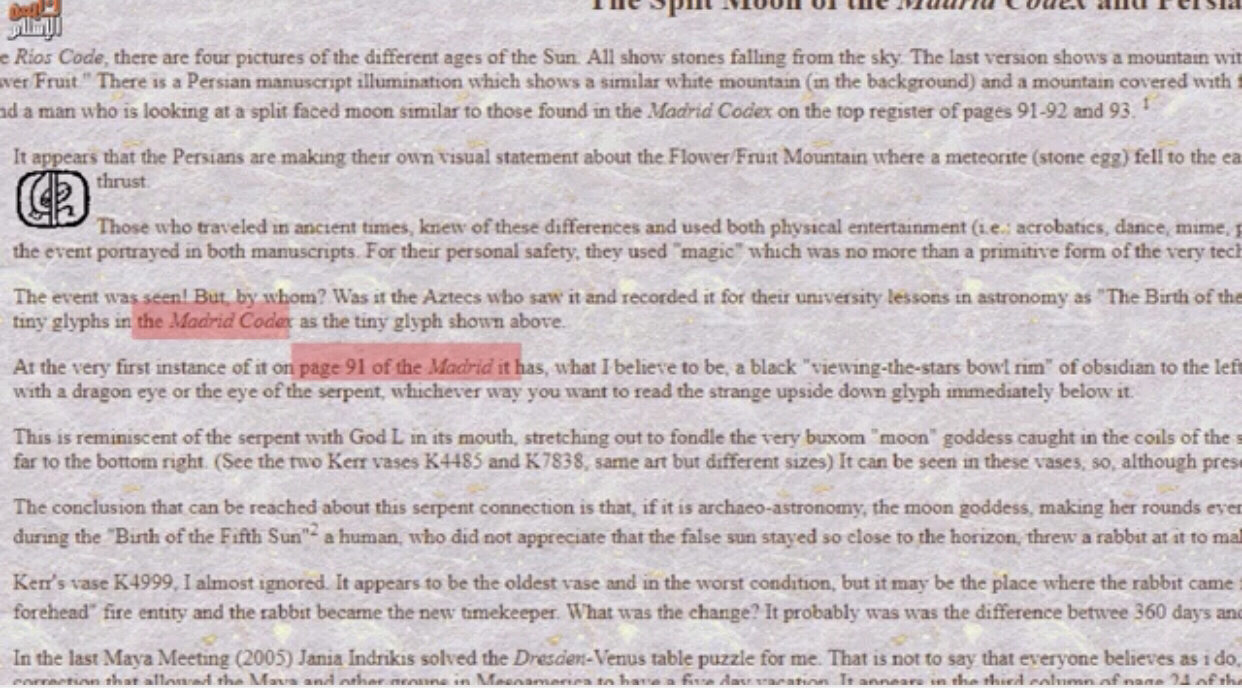 The Split Moon of the Madrid Codex and Persia
الإسلام
e Rios Code, there are four pictures of the different ages of the Sun. All show stones falling from the sky. The last version shows a mountain wit
wer/Fruit." There is a Persian manuscript illumination which shows a similar white mountain (in the background) and a mountain covered with f
nd a man who is looking at a split faced moon similar to those found in the Madrid Codex on the top register of pages 91-92 and 93. 1
It appears that the Persians are making their own visual statement about the Flower/Fruit Mountain where a meteorite (stone egg) fell to the ea
thrust.
Those who traveled in ancient times, knew of these differences and used both physical entertainment (i.e.: acrobatics, dance, mime, p
the event portrayed in both manuscripts. For their personal safety, they used "magic" which was no more than a primitive form of the very tech
The event was seen! But, by whom? Was it the Aztecs who saw it and recorded it for their university lessons in astronomy as "The Birth of the
tiny glyphs in the Madrid Codex as the tiny glyph shown above.
At the very first instance of it on page 91 of the Madrid it has, what I believe to be, a black "viewing-the-stars bowl rim" of obsidian to the left
with a dragon eye or the eye of the serpent, whichever way you want to read the strange upside down glyph immediately below it.
This is reminiscent of the serpent with God L in its mouth, stretching out to fondle the very buxom "moon" goddess caught in the coils of the s
far to the bottom right. (See the two Kerr vases K4485 and K7838, same art but different sizes) It can be seen in these vases, so, although prese
The conclusion that can be reached about this serpent connection is that, if it is archaeo-astronomy, the moon goddess, making her rounds ever
during the "Birth of the Fifth Sun"2 a human, who did not appreciate that the false sun stayed so close to the horizon, threw a rabbit at it to mal
Kerr's vase K4999, I almost ignored. It appears to be the oldest vase and in the worst condition, but it may be the place where the rabbit came f
forehead" fire entity and the rabbit became the new timekeeper. What was the change? It probably was was the difference betwee 360 days and
In the last Maya Meeting (2005) Jania Indrikis solved the Dresden-Venus table puzzle for me. That is not to say that everyone believes as i do,
correction that allowed the Maya and other groups in Mesoamerica to have a five day vacation. It appears in the third column of page 24 of the